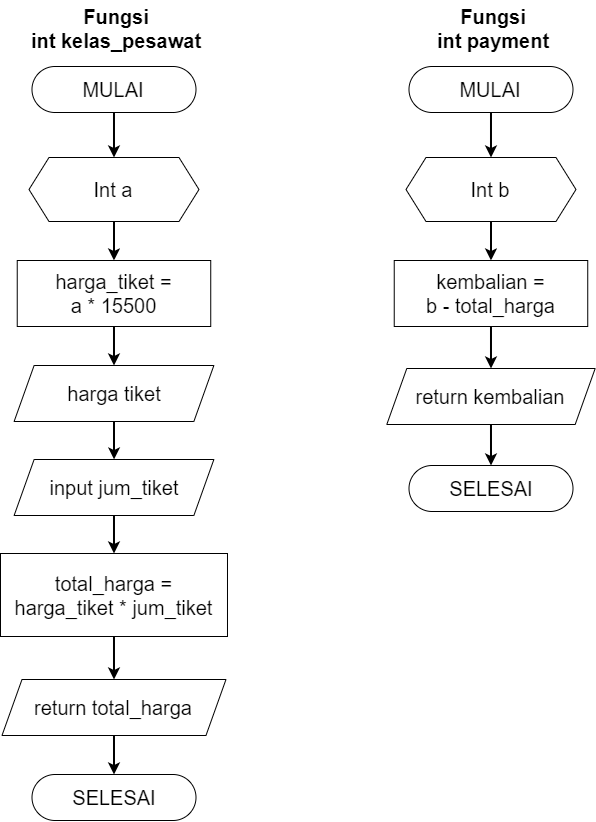 Fungsi
int kelas_pesawat
MULAI
Int a
harga_tiket =
a * 15500
harga tiket
input jum_tiket
total_harga =
harga_tiket * jum_tiket
return total_harga
SELESAI
Fungsi
int payment
MULAI
Int b
kembalian =
b - total_harga
return kembalian
SELESAI